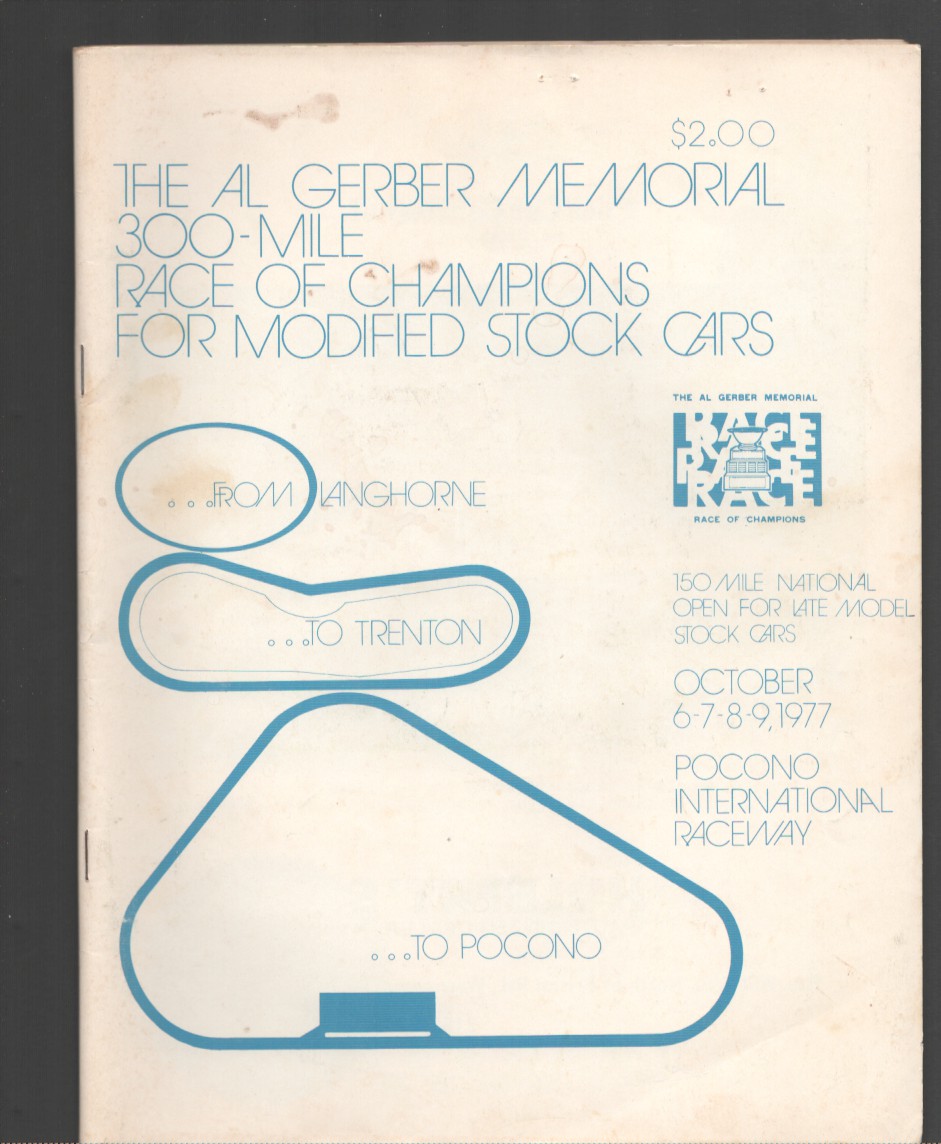 $2.00
THE AL GERBER MEMORIAL
300-MILE
RACE OF CHAMPIONS
FOR MODIFIED STOCK CARS
THE AL GERBER MEMORIAL
RACE
RACE
RACE
RACE
RACE OF CHAMPIONS
...FROM LANGHORNE
150 MILE NATIONAL
OPEN FOR LATE MODEL
STOCK CARS
...TO TRENTON
OCTOBER
6-7-8-9, 1977
POCONO
INTERNATIONAL
RACEWAY
...TO POCONO